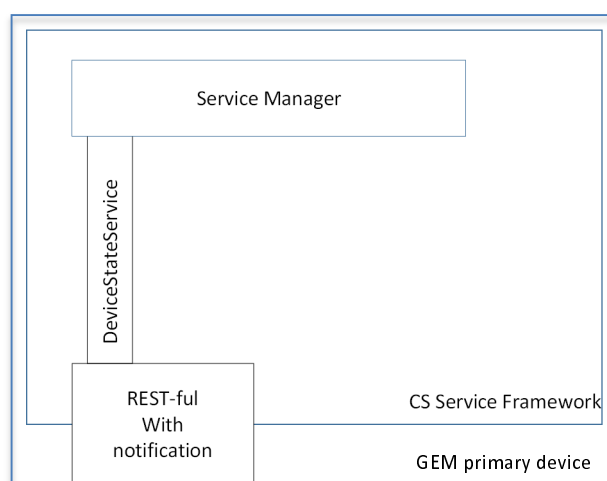 Service Manager
DeviceStateService
REST-ful
With
notification
CS Service Framework
GEM primary device